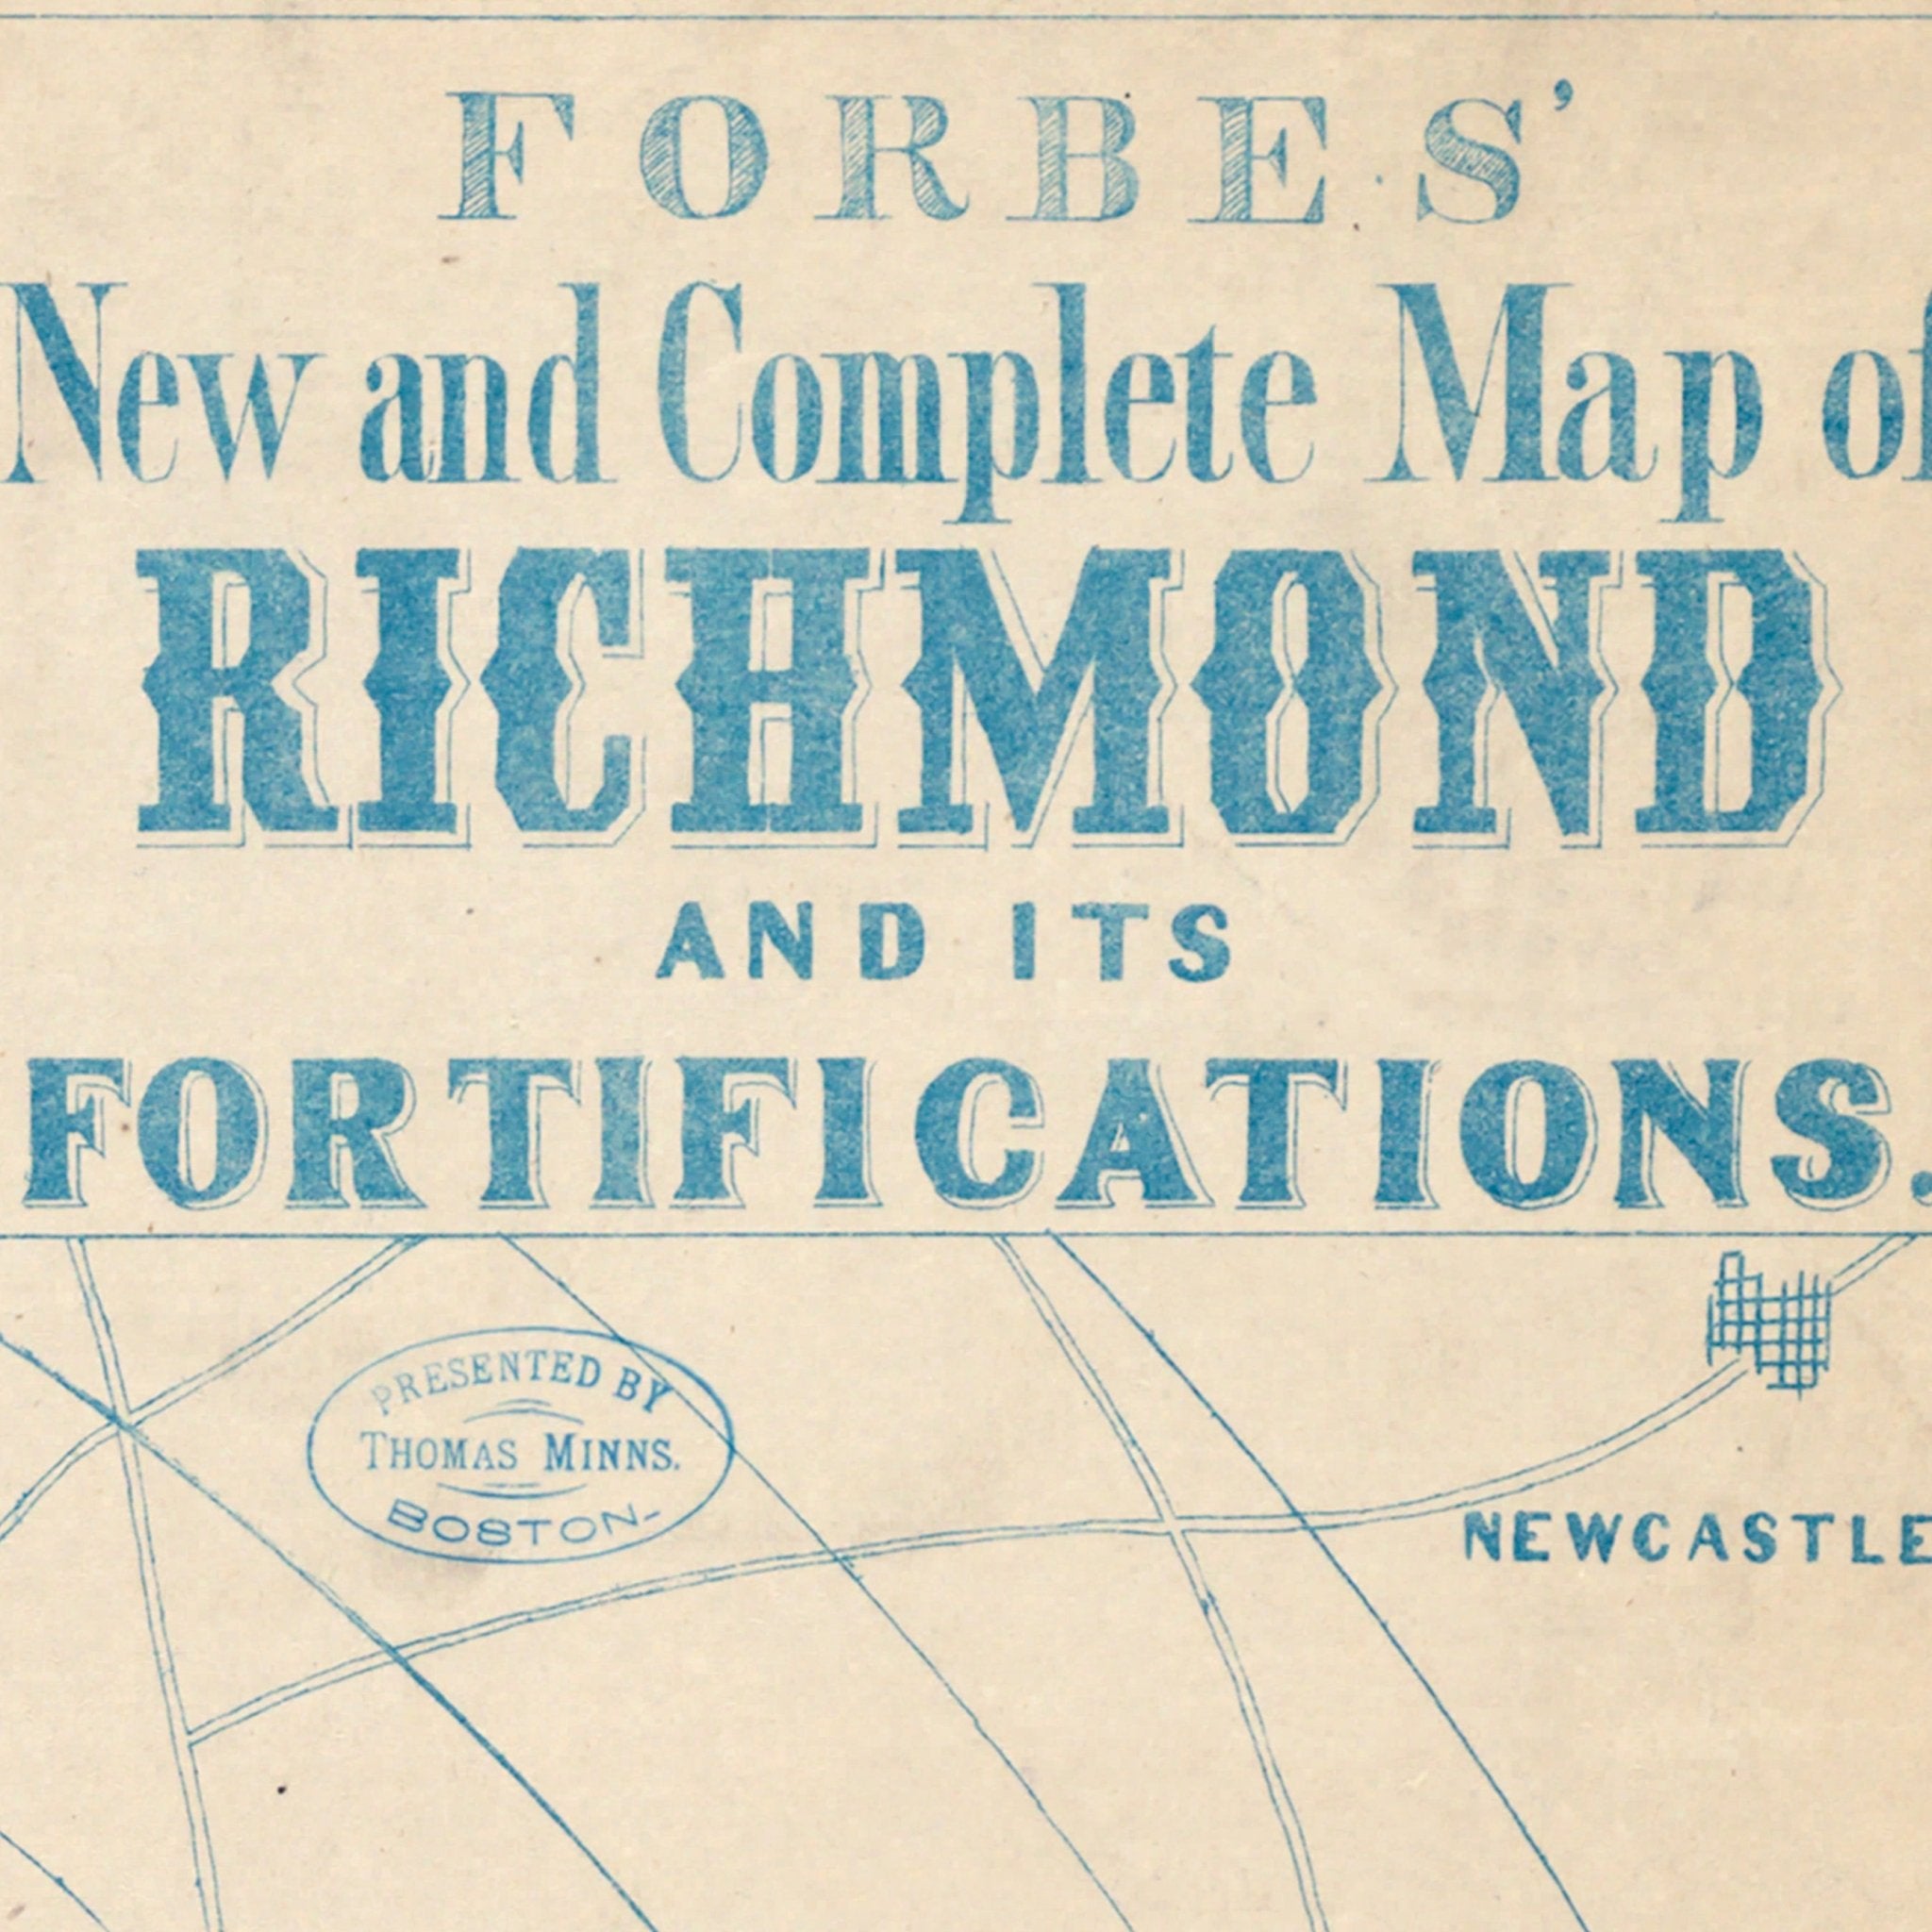 FORBES'
New and Complete Map of
RICHMOND
AND ITS
FORTIFICATIONS.
PRESENTED BY
THOMAS MINNS.
BOSTON-
NEWCASTLE